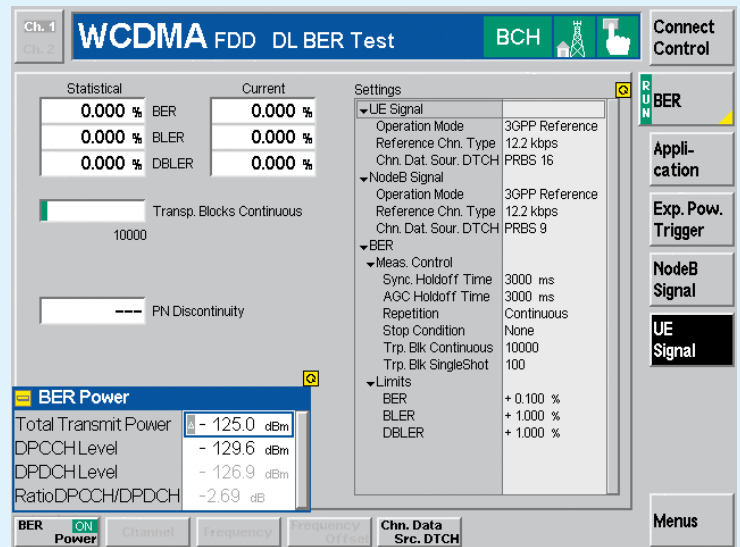 Ch. 1
Ch. 2
WCDMA FDD DL BER Test
BCH
Connect
Control
Statistical
Current
0.000 % BER 0.000 %
0.000 % BLER 0.000 %
0.000 % DBLER 0.000 %
Transp. Blocks Continuous
10000
--- PN Discontinuity
Settings
UE Signal
Operation Mode 3GPP Reference
Reference Chn. Type 12.2 kbps
Chn. Dat. Sour. DTCH PRBS 16
NodeB Signal
Operation Mode 3GPP Reference
Reference Chn. Type 12.2 kbps
Chn. Dat. Sour. DTCH PRBS 9
BER
Meas. Control
Sync. Holdoff Time 3000 ms
AGC Holdoff Time 3000 ms
Repetition Continuous
Stop Condition None
Trp. Blk Continuous 10000
Trp. Blk SingleShot 100
Limits
BER + 0.100 %
BLER + 1.000 %
DBLER + 1.000 %
BER Power
Total Transmit Power - 125.0 dBm
DPCCH Level - 129.6 dBm
DPDCH Level - 126.9 dBm
RatioDPCCH/DPDCH -2.69 dB
RUN
BER
Appli-
cation
Exp. Pow.
Trigger
NodeB
Signal
UE
Signal
Menus
BER ON
Power
Channel
Frequency
Frequency
Offset
Chn. Data
Src. DTCH